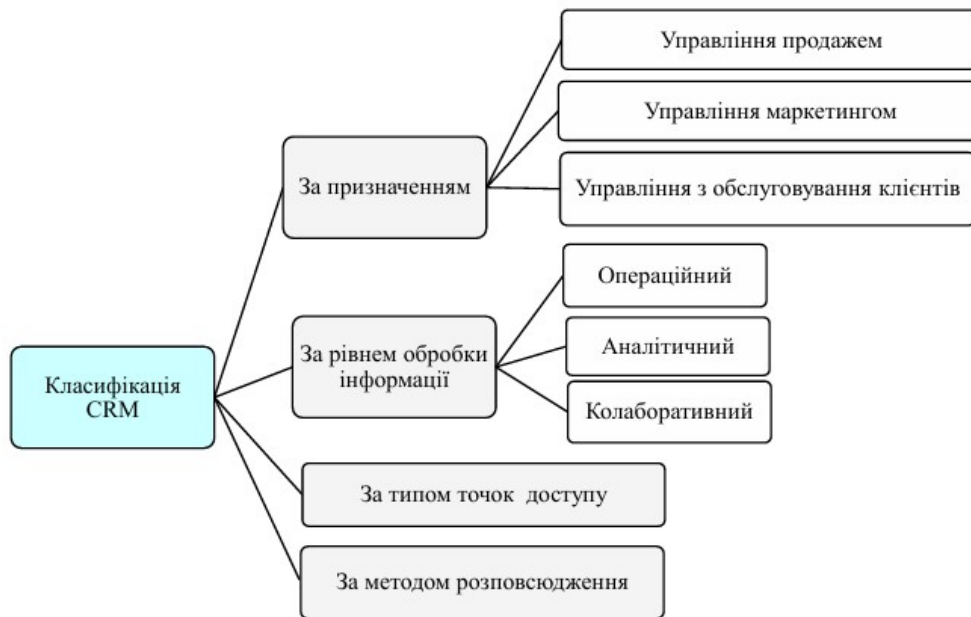 Управління продажем
Управління маркетингом
Управління з обслуговування клієнтів
За призначенням
Операційний
Аналітичний
Колаборативний
За рівнем обробки
інформації
Класифікація
CRM
За типом точок доступу
За методом розповсюдження